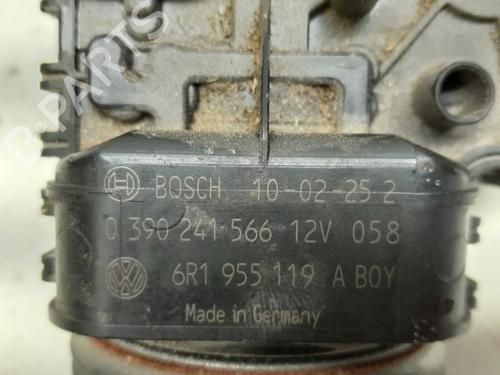 B-PARTS
BOSCH 10-02-25 2
0 390 241 566 12V 058
6R1 955 119 A BOY
Made in Germany